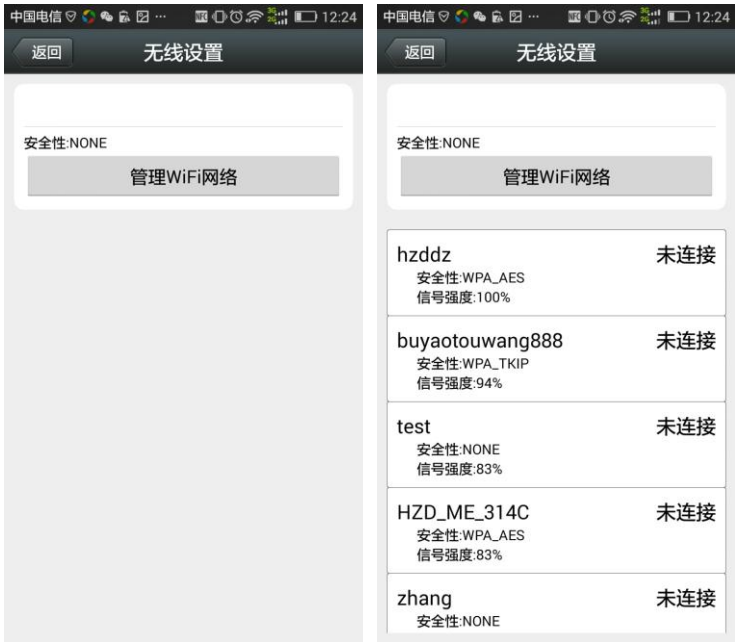 中国电信 12:24
返回 无线设置
安全性:NONE
管理WiFi网络
中国电信 12:24
返回 无线设置
安全性:NONE
管理WiFi网络
hzddz 未连接
安全性:WPA_AES
信号强度:100%
buyaotouwang888 未连接
安全性:WPA_TKIP
信号强度:94%
test 未连接
安全性:NONE
信号强度:83%
HZD_ME_314C 未连接
安全性:WPA_AES
信号强度:83%
zhang 未连接
安全性:NONE